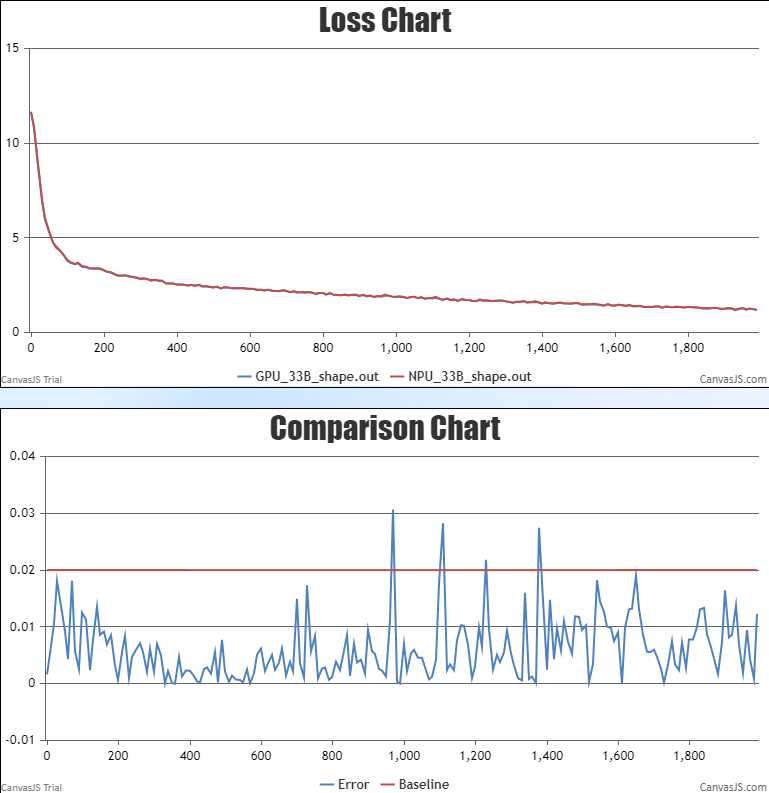 Loss Chart
15
10
5
0
0 200 400 600 800 1,000 1,200 1,400 1,600 1,800
GPU_33B_shape.out NPU_33B_shape.out
CanvasJS Trial CanvasJS.com
Comparison Chart
0.04
0.03
0.02
0.01
0
-0.01
0 200 400 600 800 1,000 1,200 1,400 1,600 1,800
Error Baseline
CanvasJS Trial CanvasJS.com